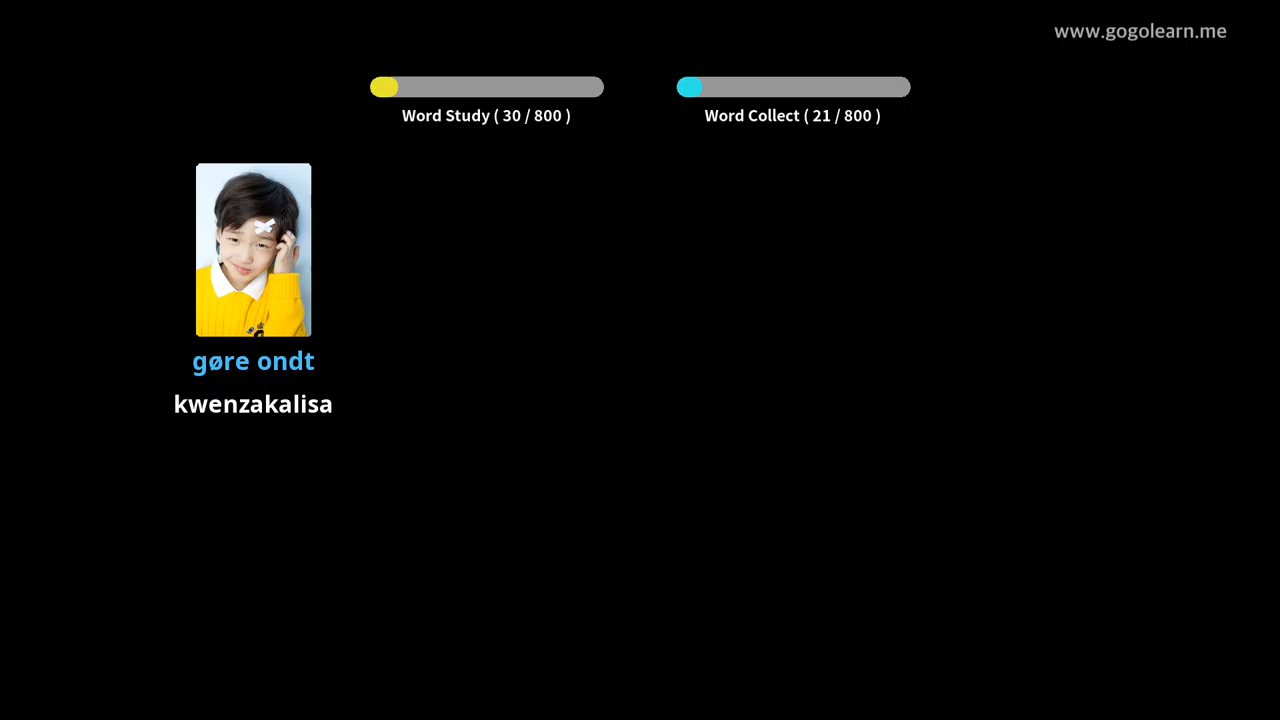 www.gogolearn.me
Word Study ( 30 / 800 )
Word Collect ( 21 / 800 )
gøre ondt
kwenzakalisa